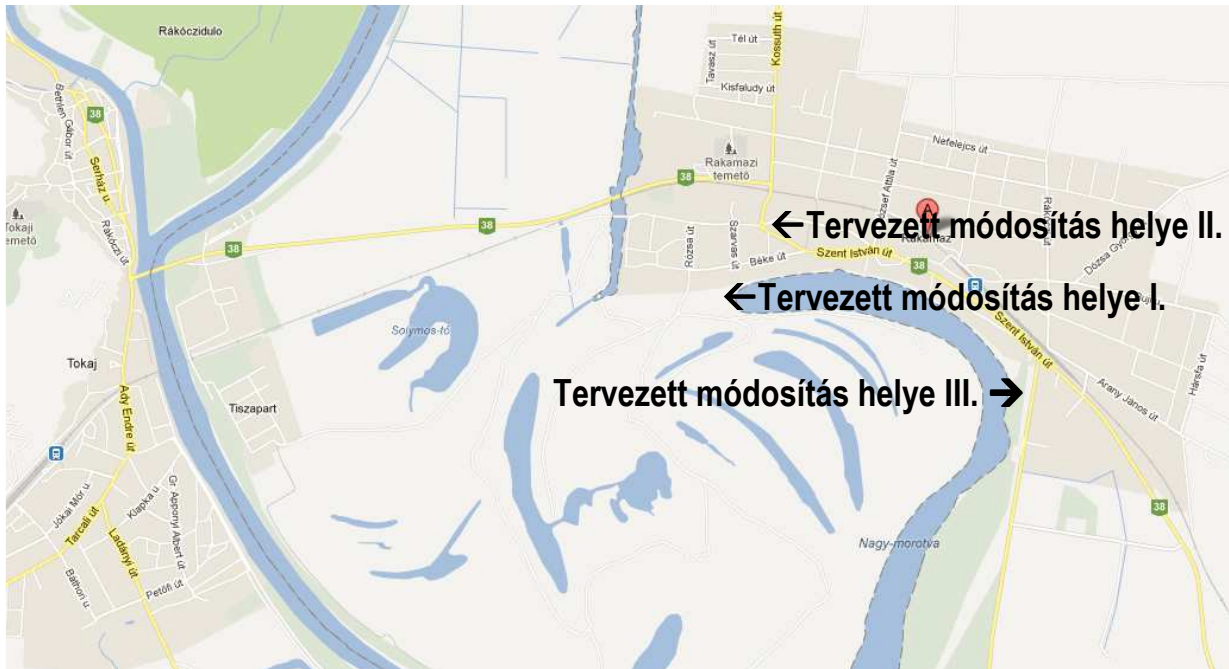 Rákóczidulo
38
Bethlen Gábor út
Serház u.
Rákóczi út
Tokaji
38
Tokaj
Ady Endre út
Tiszapart
Jókai Mór u.
Klapka u.
Gr. Apponyi Albert út
Tarcali út
Ladányi út
Báthori u.
Petőfi út
Solymos-tó
38
Tél út
Tavasz út
Kisfaludy út
Kossuth út
Rakamazi
temető
38
Nefelejcs út
József Attila út
A
Rózsa út
Szarvas út
Béke út
Szent István út
38
Rakamaz
←Tervezett módosítás helye II.
←Tervezett módosítás helye I.
Szent István út
Tervezett módosítás helye III. →
Arany János út
Hársfa út
38
Nagy-morotva